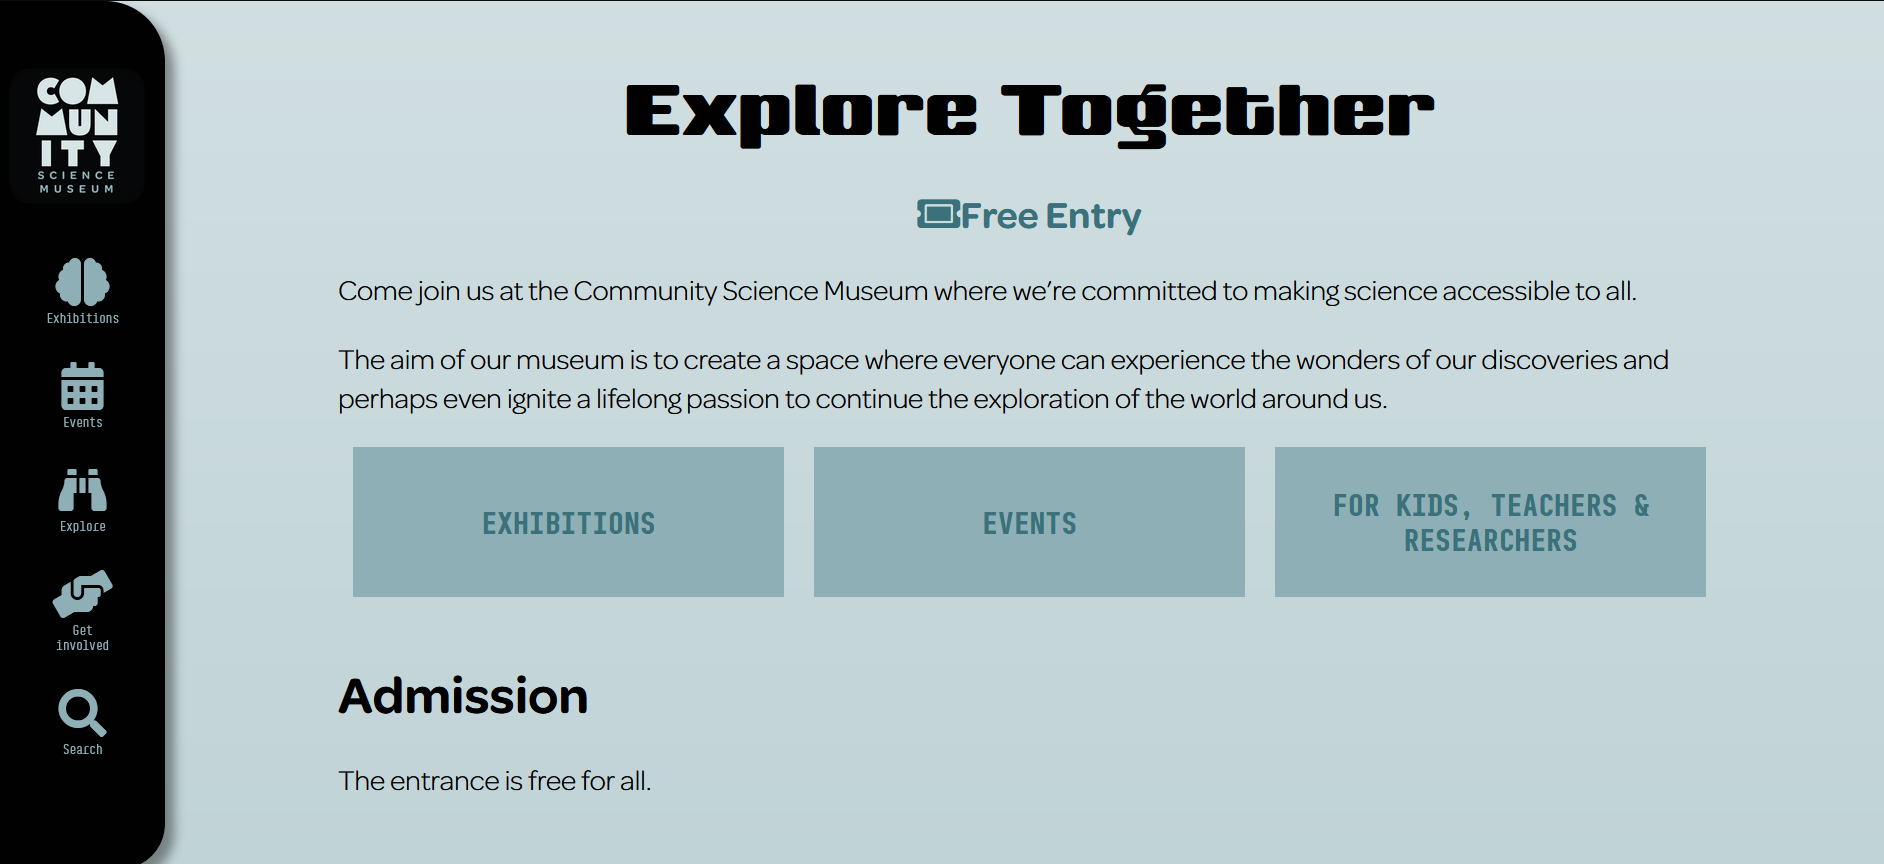 COM
MUN
ITY
SCIENCE
MUSEUM
Exhibitions
Events
Explore
Get
involved
Search
Explore Together
Free Entry
Come join us at the Community Science Museum where we’re committed to making science accessible to all.
The aim of our museum is to create a space where everyone can experience the wonders of our discoveries and
perhaps even ignite a lifelong passion to continue the exploration of the world around us.
EXHIBITIONS
EVENTS
FOR KIDS, TEACHERS &
RESEARCHERS
Admission
The entrance is free for all.